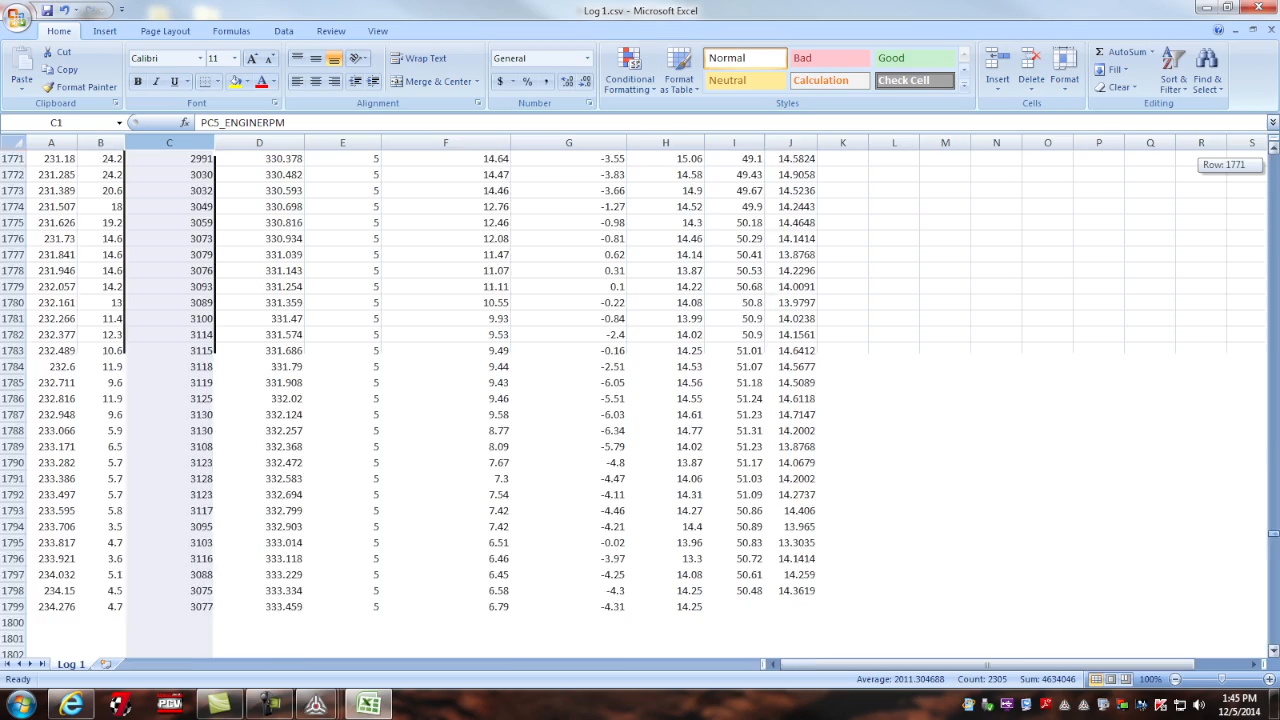 Log 1.csv - Microsoft Excel
Home Insert Page Layout Formulas Data Review View
Paste
Cut
Copy
Format Painter
Clipboard
Calibri 11
B I U
Font
Wrap Text
Merge & Center
Alignment
General
$ % ,
Number
Conditional Formatting
Format as Table
Normal Bad Good
Neutral Calculation Check Cell
Styles
Insert Delete Format
Cells
AutoSum
Fill
Clear
Sort & Filter
Find & Select
Editing
C1 fx PC5_ENGINERPM
A B C D E F G H I J K L M N O P Q R S
1771 231.18 24.2 2991 330.378 5 14.64 -3.55 15.06 49.1 14.5824
Row: 1771
1772 231.285 24.2 3030 330.482 5 14.47 -3.83 14.58 49.43 14.9058
1773 231.389 20.6 3032 330.593 5 14.46 -3.66 14.9 49.67 14.5236
1774 231.507 18 3049 330.698 5 12.76 -1.27 14.52 49.9 14.2443
1775 231.626 19.2 3059 330.816 5 12.46 -0.98 14.3 50.18 14.4648
1776 231.73 14.6 3073 330.934 5 12.08 -0.81 14.46 50.29 14.1414
1777 231.841 14.6 3079 331.039 5 11.47 0.62 14.14 50.41 13.8768
1778 231.946 14.6 3076 331.143 5 11.07 0.31 13.87 50.53 14.2296
1779 232.057 14.2 3093 331.254 5 11.11 0.1 14.22 50.68 14.0091
1780 232.161 13 3089 331.359 5 10.55 -0.22 14.08 50.8 13.9797
1781 232.266 11.4 3100 331.47 5 9.93 -0.84 13.99 50.9 14.0238
1782 232.377 12.3 3114 331.574 5 9.53 -2.4 14.02 50.9 14.1561
1783 232.489 10.6 3115 331.686 5 9.49 -0.16 14.25 51.01 14.6412
1784 232.6 11.9 3118 331.79 5 9.44 -2.51 14.53 51.07 14.5677
1785 232.711 9.6 3119 331.908 5 9.43 -6.05 14.56 51.18 14.5089
1786 232.816 11.9 3125 332.02 5 9.46 -5.51 14.55 51.24 14.6118
1787 232.948 9.6 3130 332.124 5 9.58 -6.03 14.61 51.23 14.7147
1788 233.066 5.9 3130 332.257 5 8.77 -6.34 14.77 51.31 14.2002
1789 233.171 6.5 3108 332.368 5 8.09 -5.79 14.02 51.23 13.8768
1790 233.282 5.7 3123 332.472 5 7.67 -4.8 13.87 51.17 14.0679
1791 233.386 5.7 3128 332.583 5 7.3 -4.47 14.06 51.03 14.2002
1792 233.497 5.7 3123 332.694 5 7.54 -4.11 14.31 51.09 14.2737
1793 233.595 5.8 3117 332.799 5 7.42 -4.46 14.27 50.86 14.406
1794 233.706 3.5 3095 332.903 5 7.42 -4.21 14.4 50.89 13.965
1795 233.817 4.7 3103 333.014 5 6.51 -0.02 13.96 50.83 13.3035
1796 233.921 3.6 3116 333.118 5 6.46 -3.97 13.3 50.72 14.1414
1797 234.032 5.1 3088 333.229 5 6.45 -4.25 14.08 50.61 14.259
1798 234.15 4.5 3075 333.334 5 6.58 -4.3 14.25 50.48 14.3619
1799 234.276 4.7 3077 333.459 5 6.79 -4.31 14.25
1800
1801
1802
Log 1
Ready Average: 2011.304688 Count: 2305 Sum: 4634046 100%
PCV
1:45 PM
12/5/2014